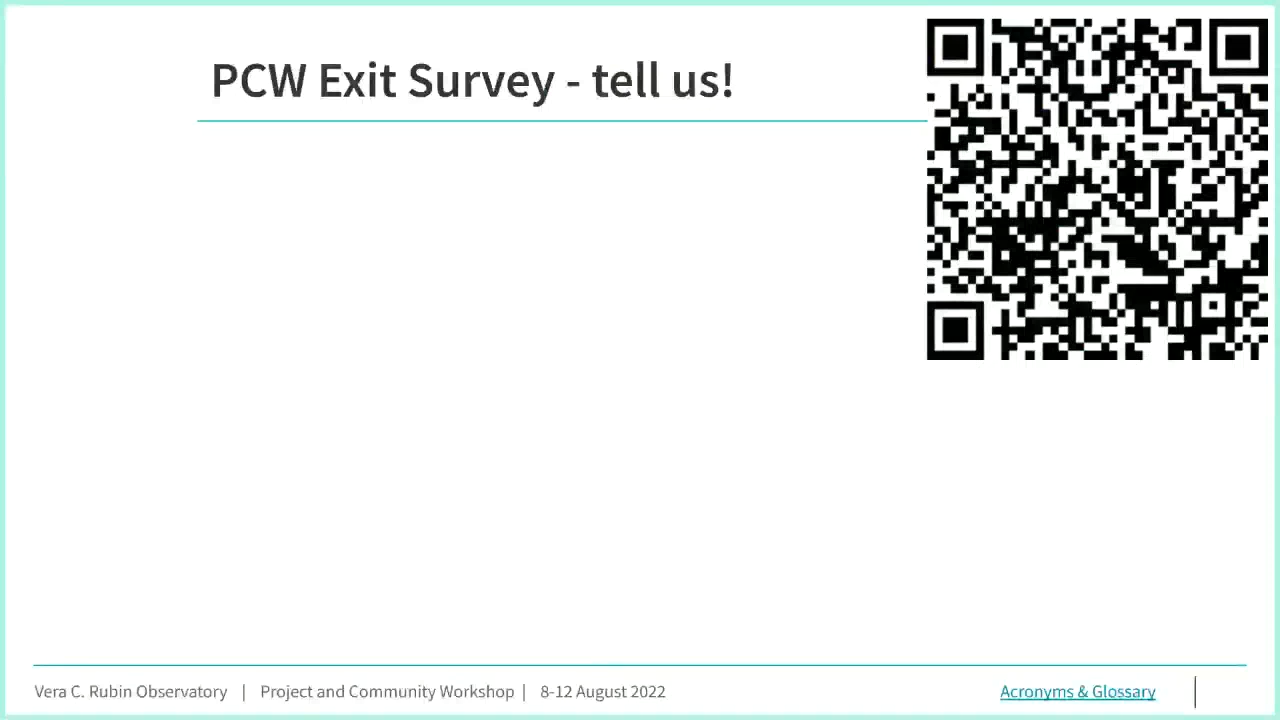 PCW Exit Survey - tell us!
Vera C. Rubin Observatory | Project and Community Workshop | 8-12 August 2022 Acronyms & Glossary